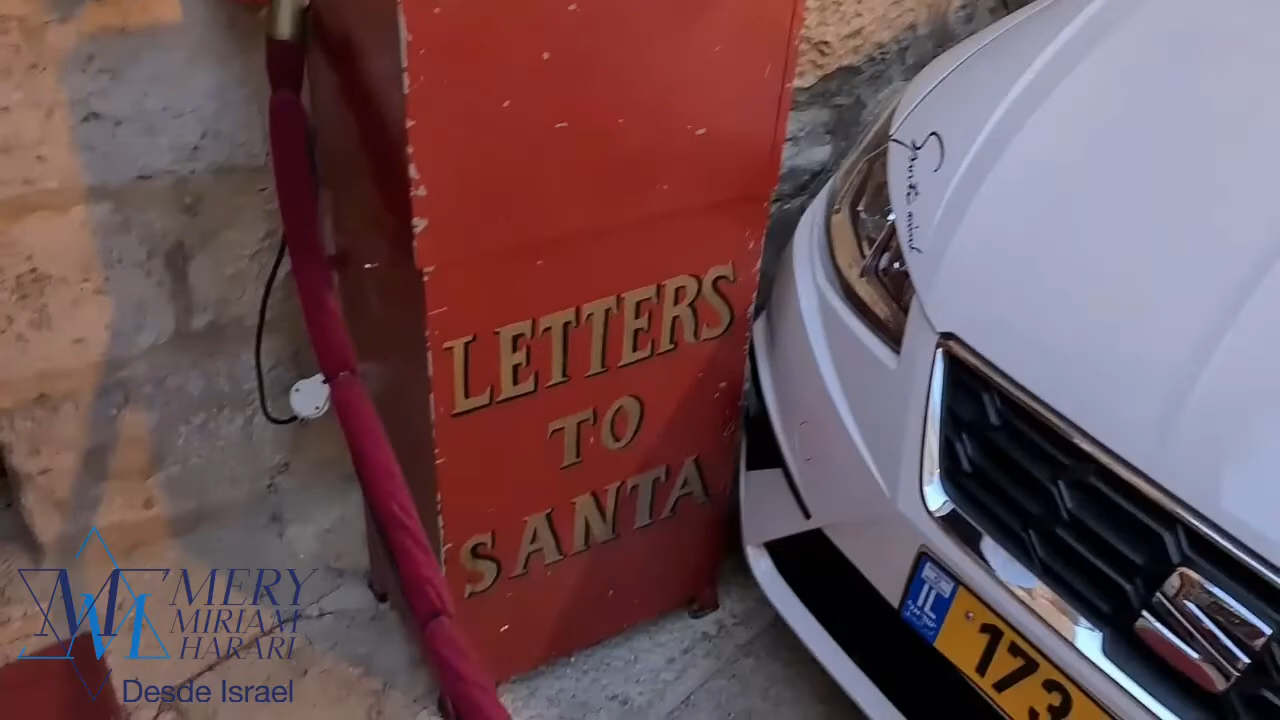 LETTERS
TO
SANTA
IL
173
MERY
MIRIAM
HARARI
Desde Israel